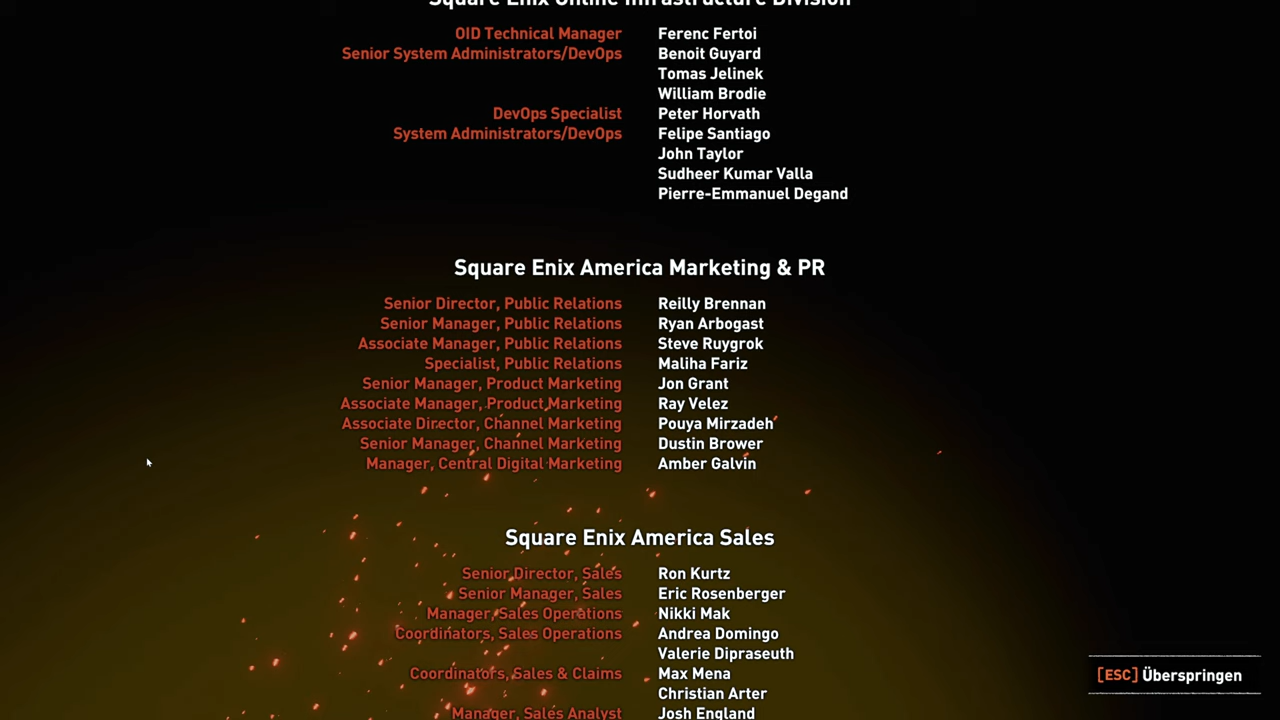 Square Enix Online Infrastructure Division
OID Technical Manager Ferenc Fertoi
Senior System Administrators/DevOps Benoit Guyard
Tomas Jelinek
William Brodie
DevOps Specialist Peter Horvath
System Administrators/DevOps Felipe Santiago
John Taylor
Sudheer Kumar Valla
Pierre-Emmanuel Degand
Square Enix America Marketing & PR
Senior Director, Public Relations Reilly Brennan
Senior Manager, Public Relations Ryan Arbogast
Associate Manager, Public Relations Steve Ruygrok
Specialist, Public Relations Maliha Fariz
Senior Manager, Product Marketing Jon Grant
Associate Manager, Product Marketing Ray Velez
Associate Director, Channel Marketing Pouya Mirzadeh
Senior Manager, Channel Marketing Dustin Brower
Manager, Central Digital Marketing Amber Galvin
Square Enix America Sales
Senior Director, Sales Ron Kurtz
Senior Manager, Sales Eric Rosenberger
Manager, Sales Operations Nikki Mak
Coordinators, Sales Operations Andrea Domingo
Valerie Dipraseuth
Coordinators, Sales & Claims Max Mena
Christian Arter
Manager, Sales Analyst Josh England
[ESC] Überspringen